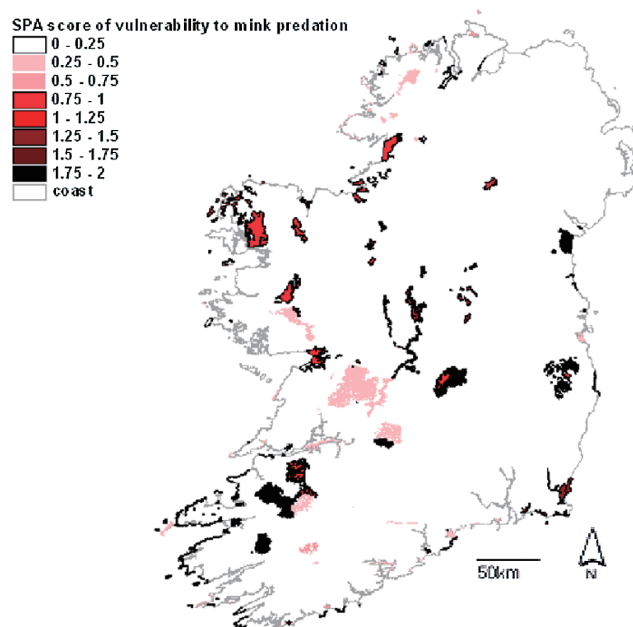 SPA score of vulnerability to mink predation
0 - 0.25
0.25 - 0.5
0.5 - 0.75
0.75 - 1
1 - 1.25
1.25 - 1.5
1.5 - 1.75
1.75 - 2
coast
50km
N